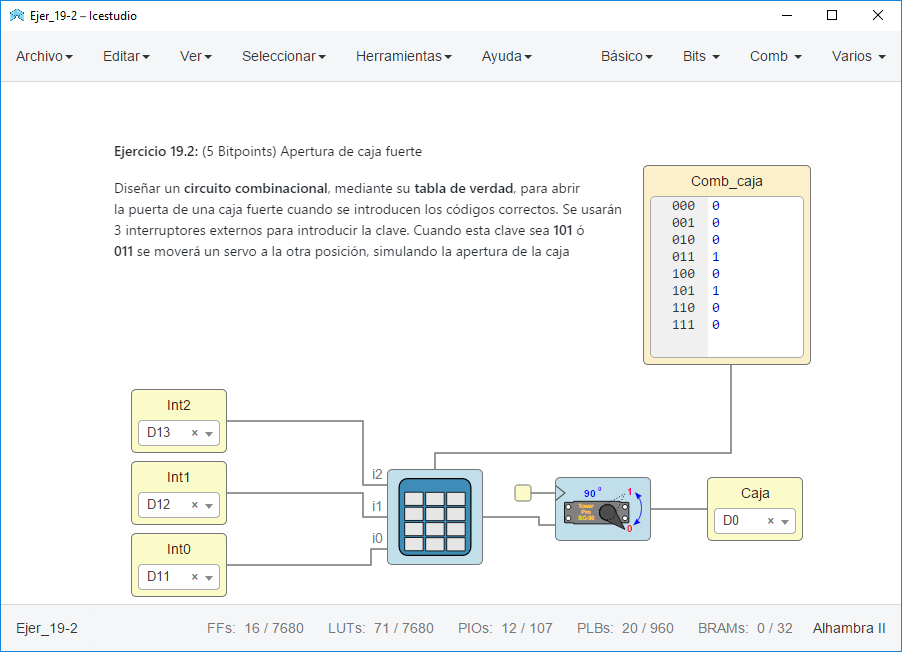 Ejer_19-2 – Icestudio
Archivo Editar Ver Seleccionar Herramientas Ayuda Básico Bits Comb Varios
Ejercicio 19.2: (5 Bitpoints) Apertura de caja fuerte
Diseñar un circuito combinacional, mediante su tabla de verdad, para abrir
la puerta de una caja fuerte cuando se introducen los códigos correctos. Se usarán
3 interruptores externos para introducir la clave. Cuando esta clave sea 101 ó
011 se moverá un servo a la otra posición, simulando la apertura de la caja
Comb_caja
000 0
001 0
010 0
011 1
100 0
101 1
110 0
111 0
Int2
D13 ×
Int1
D12 ×
Int0
D11 ×
i2
i1
i0
90 º
1
Tower
Pro
SG-90
0
Caja
D0 ×
Ejer_19-2 FFs: 16 / 7680 LUTs: 71 / 7680 PIOs: 12 / 107 PLBs: 20 / 960 BRAMs: 0 / 32 Alhambra II